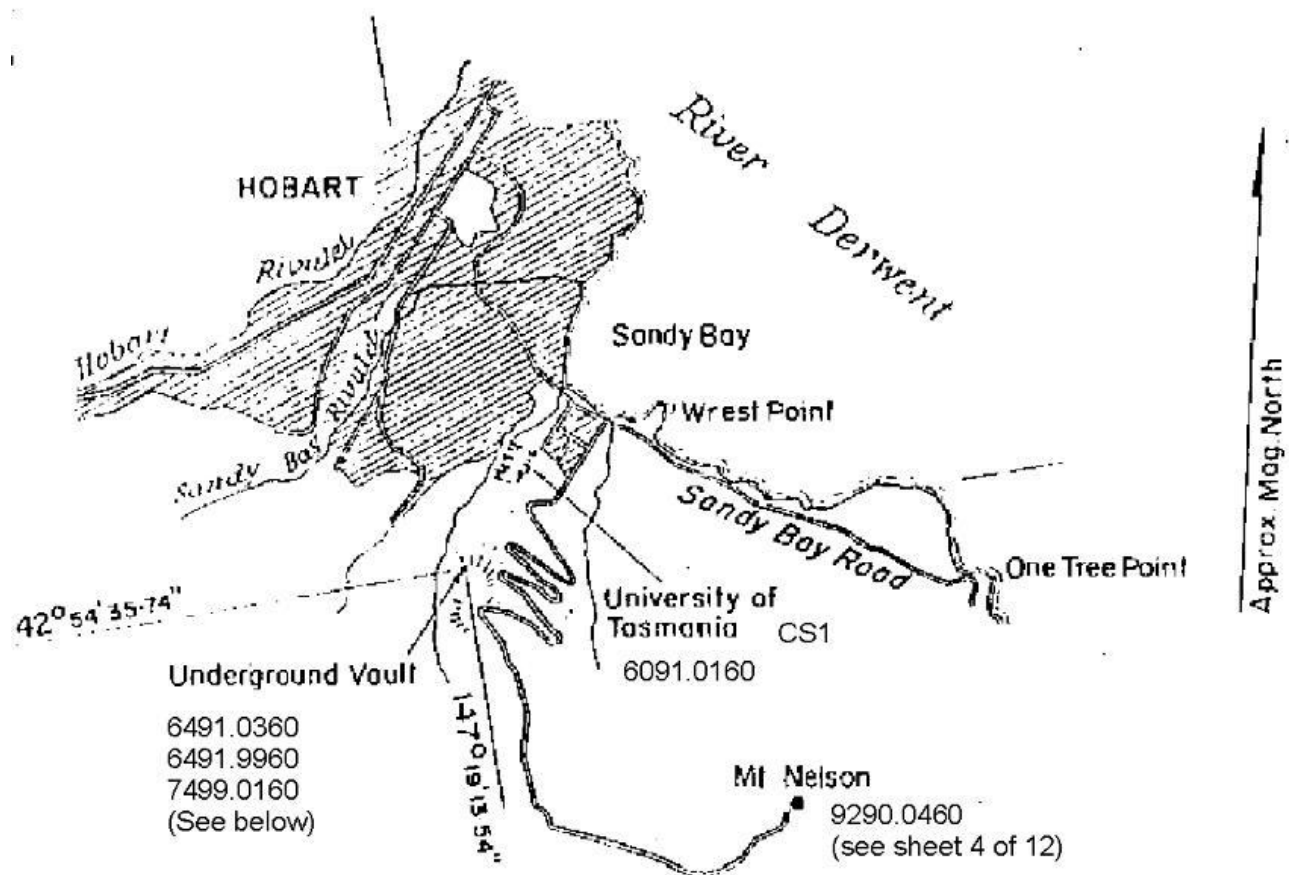 River
Derwent
HOBART
Rivulet
Hobart
Sandy Bay
Rivulet
Sandy Bay
Wrest Point
Sandy Bay Road
One Tree Point
Approx. Mag. North
42° 54' 35·74"
University of
Tasmania CS1
6091.0160
Underground Vault
6491.0360
6491.9960
7499.0160
(See below)
147° 19' 13·54"
Mt Nelson
9290.0460
(see sheet 4 of 12)